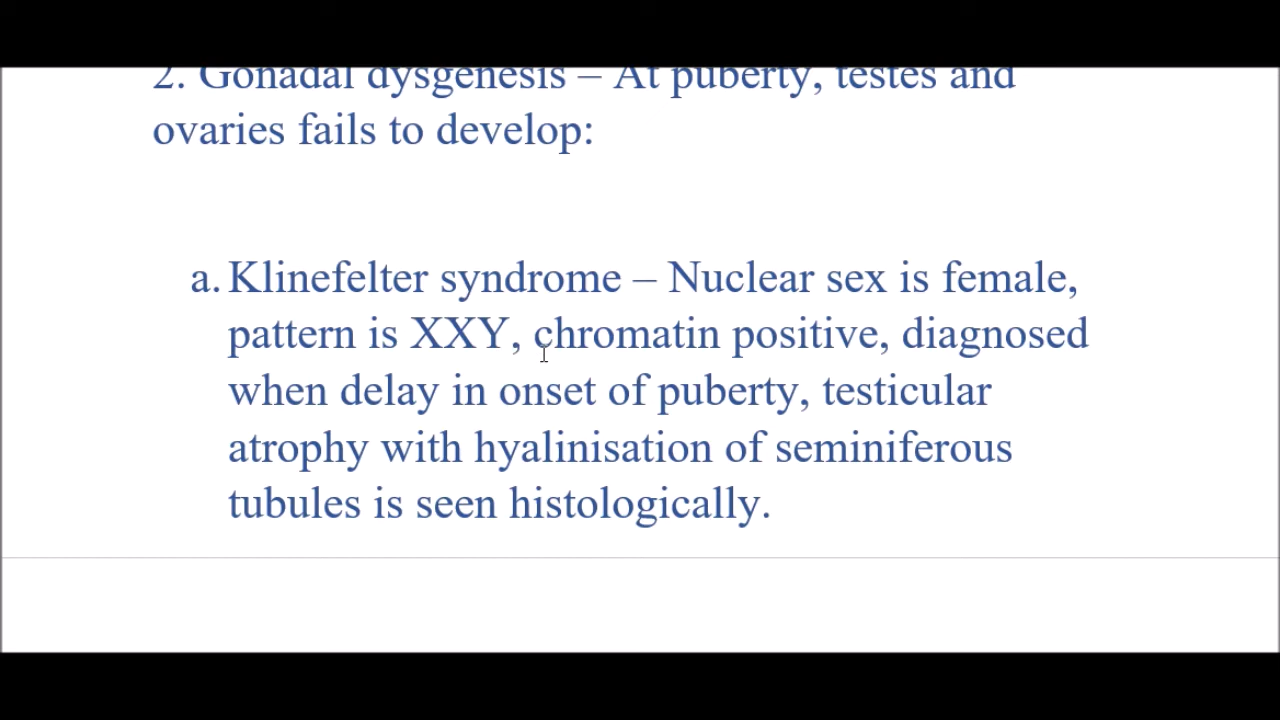 2. Gonadal dysgenesis – At puberty, testes and
ovaries fails to develop:
a. Klinefelter syndrome – Nuclear sex is female,
pattern is XXY, chromatin positive, diagnosed
when delay in onset of puberty, testicular
atrophy with hyalinisation of seminiferous
tubules is seen histologically.